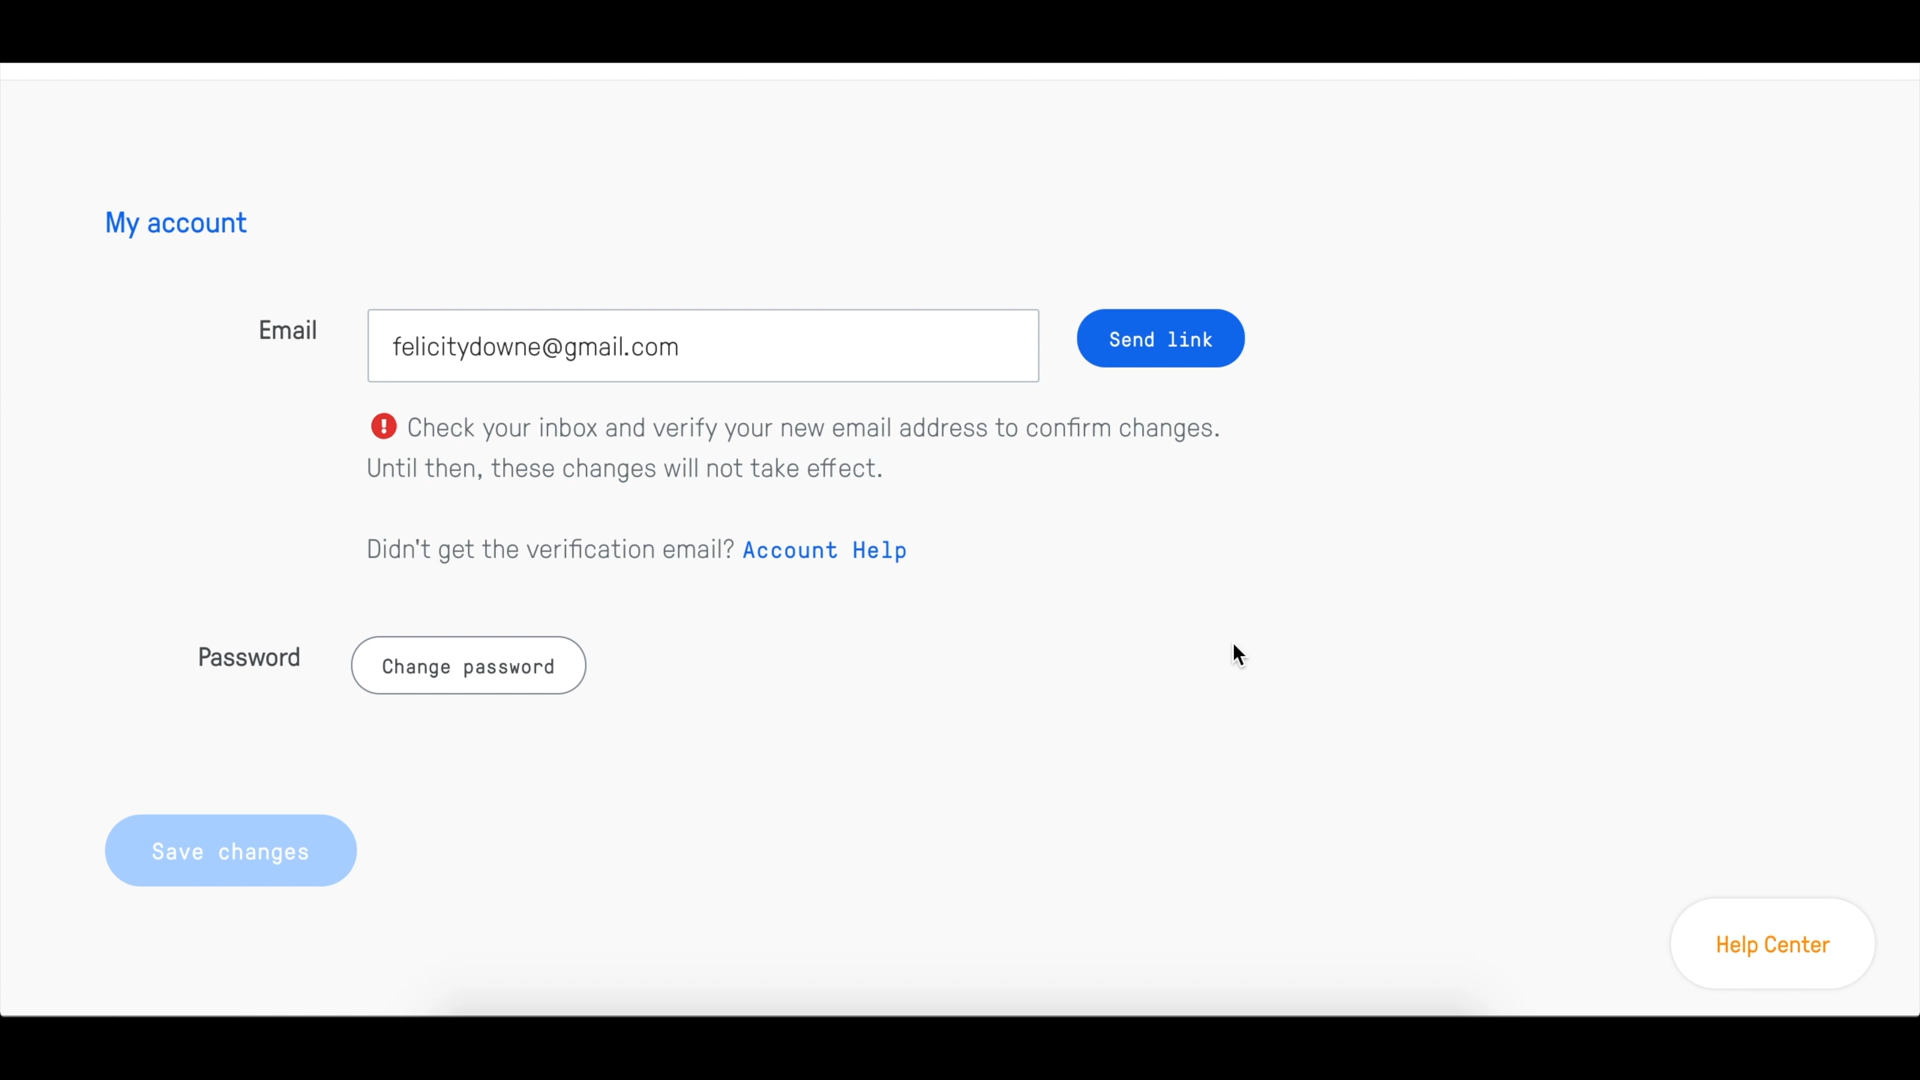 My account
Email
felicitydowne@gmail.com
Send link
Check your inbox and verify your new email address to confirm changes.
Until then, these changes will not take effect.
Didn't get the verification email? Account Help
Password
Change password
Save changes
Help Center